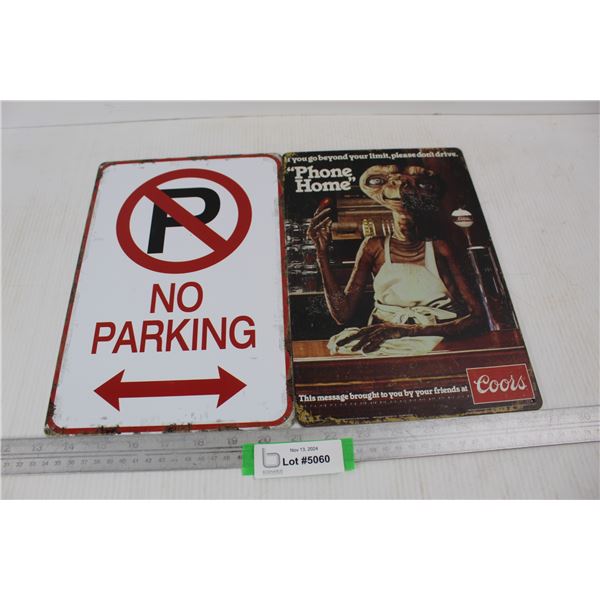 P
NO
PARKING
If you go beyond your limit, please don't drive.
"Phone
Home"
This message brought to you by your friends at
Coors
Nov 13, 2024
Lot #5060